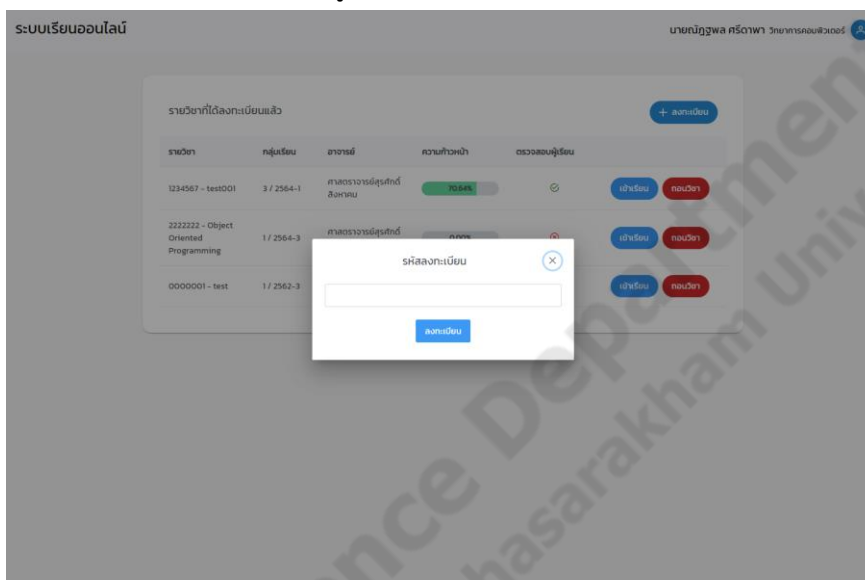 ระบบเรียนออนไลน์
นายณัฏฐพล ศรีดาพา วิทยาการคอมพิวเตอร์
รายวิชาที่ได้ลงทะเบียนแล้ว
+ ลงทะเบียน
รายวิชา กลุ่มเรียน อาจารย์ ความก้าวหน้า ตรวจสอบผู้เรียน
1234567 - test001 3 / 2564-1 ศาสตราจารย์สุรศักดิ์ สิงหาคม 70.64% เข้าเรียน ถอนวิชา
2222222 - Object Oriented Programming 1 / 2564-3 ศาสตราจารย์สุรศักดิ์ 0.00% เข้าเรียน ถอนวิชา
0000001 - test 1 / 2562-3 เข้าเรียน ถอนวิชา
รหัสลงทะเบียน
ลงทะเบียน